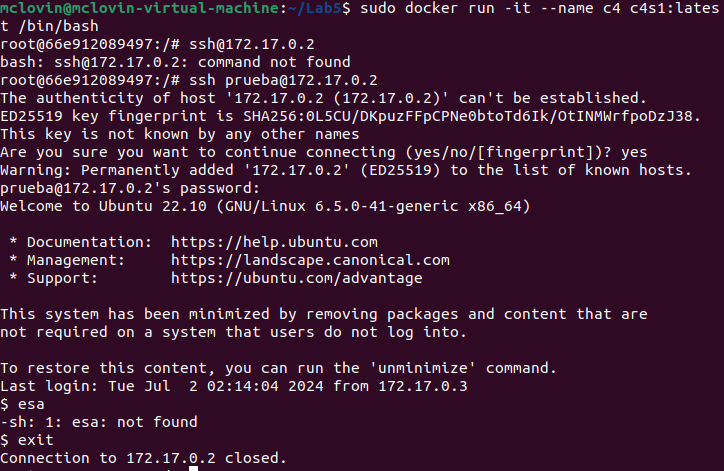 mclovin@mclovin-virtual-machine:~/Lab5$ sudo docker run -it --name c4 c4s1:lates
t /bin/bash
root@66e912089497:/# ssh@172.17.0.2
bash: ssh@172.17.0.2: command not found
root@66e912089497:/# ssh prueba@172.17.0.2
The authenticity of host '172.17.0.2 (172.17.0.2)' can't be established.
ED25519 key fingerprint is SHA256:0L5CU/DKpuzFFpCPNe0btoTd6Ik/OtINMWrfpoDzJ38.
This key is not known by any other names
Are you sure you want to continue connecting (yes/no/[fingerprint])? yes
Warning: Permanently added '172.17.0.2' (ED25519) to the list of known hosts.
prueba@172.17.0.2's password:
Welcome to Ubuntu 22.10 (GNU/Linux 6.5.0-41-generic x86_64)

 * Documentation:  https://help.ubuntu.com
 * Management:     https://landscape.canonical.com
 * Support:        https://ubuntu.com/advantage

This system has been minimized by removing packages and content that are
not required on a system that users do not log into.

To restore this content, you can run the 'unminimize' command.
Last login: Tue Jul  2 02:14:04 2024 from 172.17.0.3
$ esa
-sh: 1: esa: not found
$ exit
Connection to 172.17.0.2 closed.